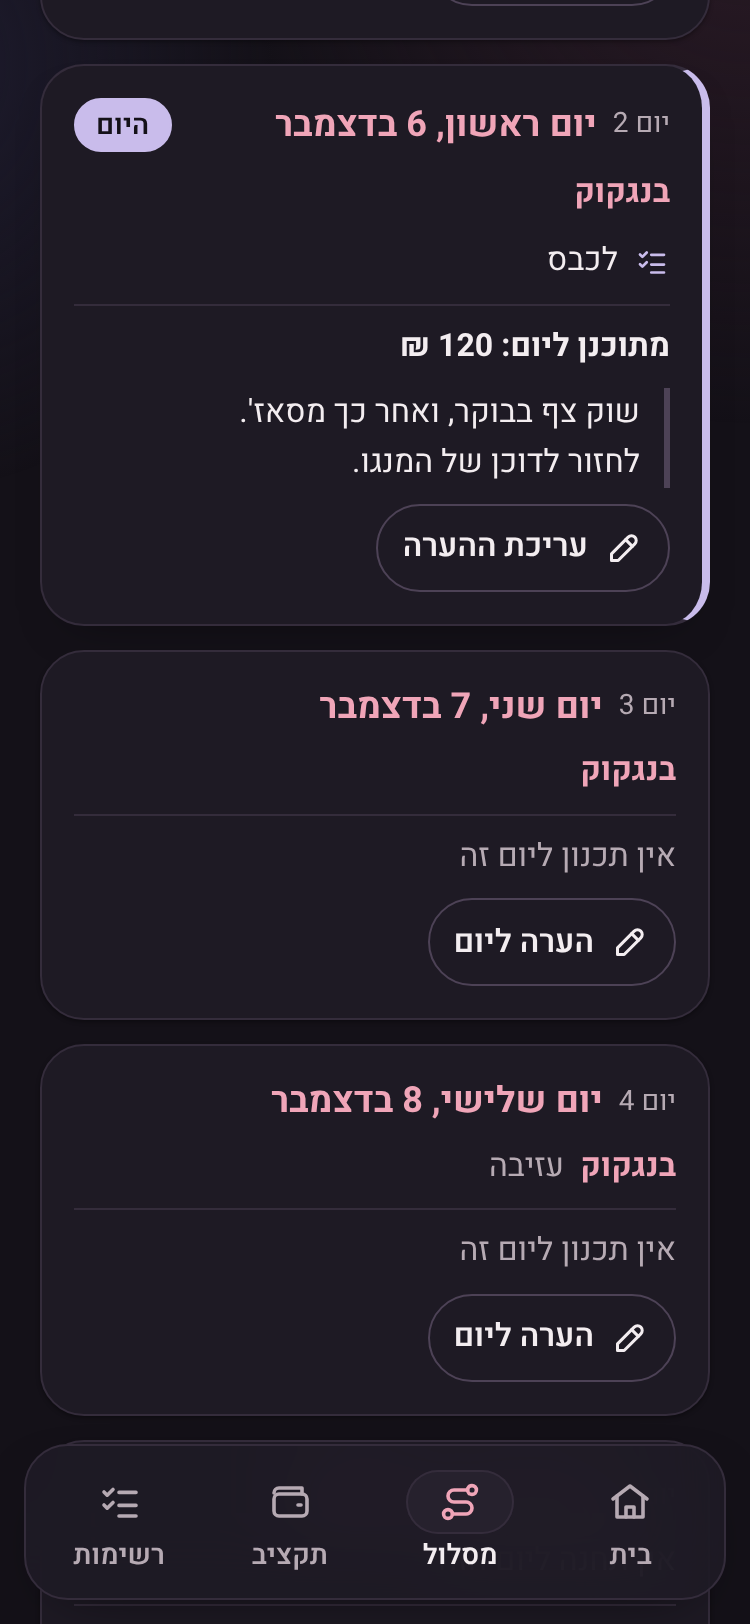 יום 2 יום ראשון, 6 בדצמבר היום
בנגקוק
לכבס
מתוכנן ליום: 120 ₪
שוק צף בבוקר, ואחר כך מסאז'.
לחזור לדוכן של המנגו.
עריכת ההערה
יום 3 יום שני, 7 בדצמבר
בנגקוק
אין תכנון ליום זה
הערה ליום
יום 4 יום שלישי, 8 בדצמבר
בנגקוק עזיבה
אין תכנון ליום זה
הערה ליום
בית מסלול תקציב רשימות